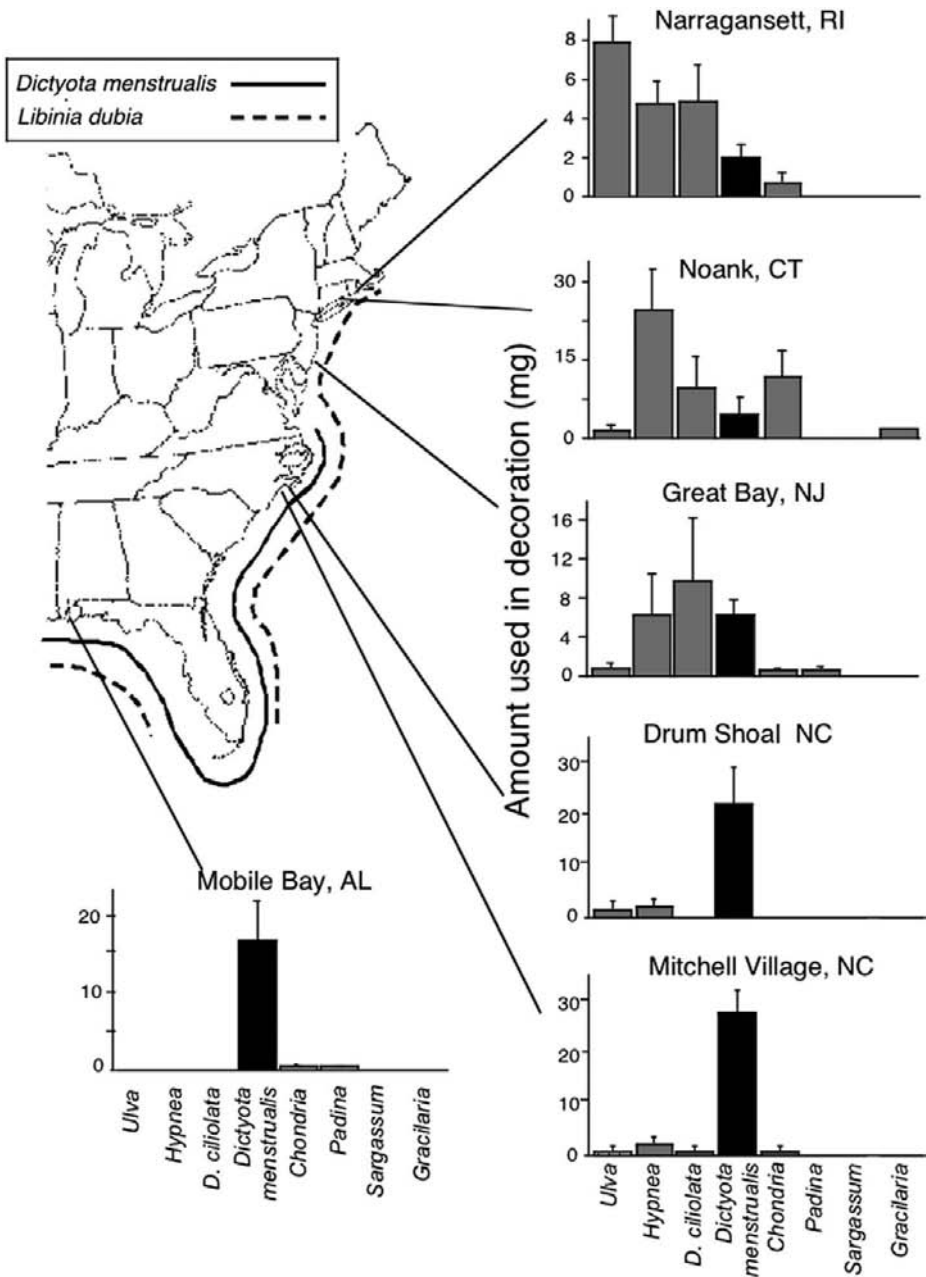 Dictyota menstrualis
Libinia dubia
Amount used in decoration (mg)
Narragansett, RI
8
6
4
2
0
Noank, CT
30
15
0
Great Bay, NJ
16
12
8
4
0
Drum Shoal NC
30
20
10
0
Mitchell Village, NC
30
20
10
0
Ulva
Hypnea
D. ciliolata
Dictyota
menstrualis
Chondria
Padina
Sargassum
Gracilaria
Mobile Bay, AL
20
10
0
Ulva
Hypnea
D. ciliolata
Dictyota
menstrualis
Chondria
Padina
Sargassum
Gracilaria